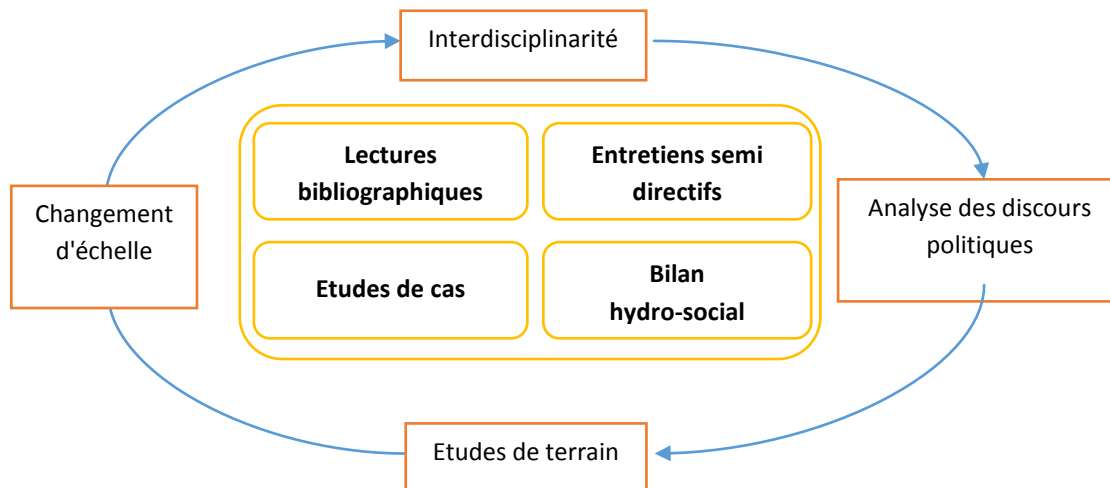 Interdisciplinarité
Lectures
bibliographiques
Entretiens semi
directifs
Changement
d'échelle
Analyse des discours
politiques
Etudes de cas
Bilan
hydro-social
Etudes de terrain